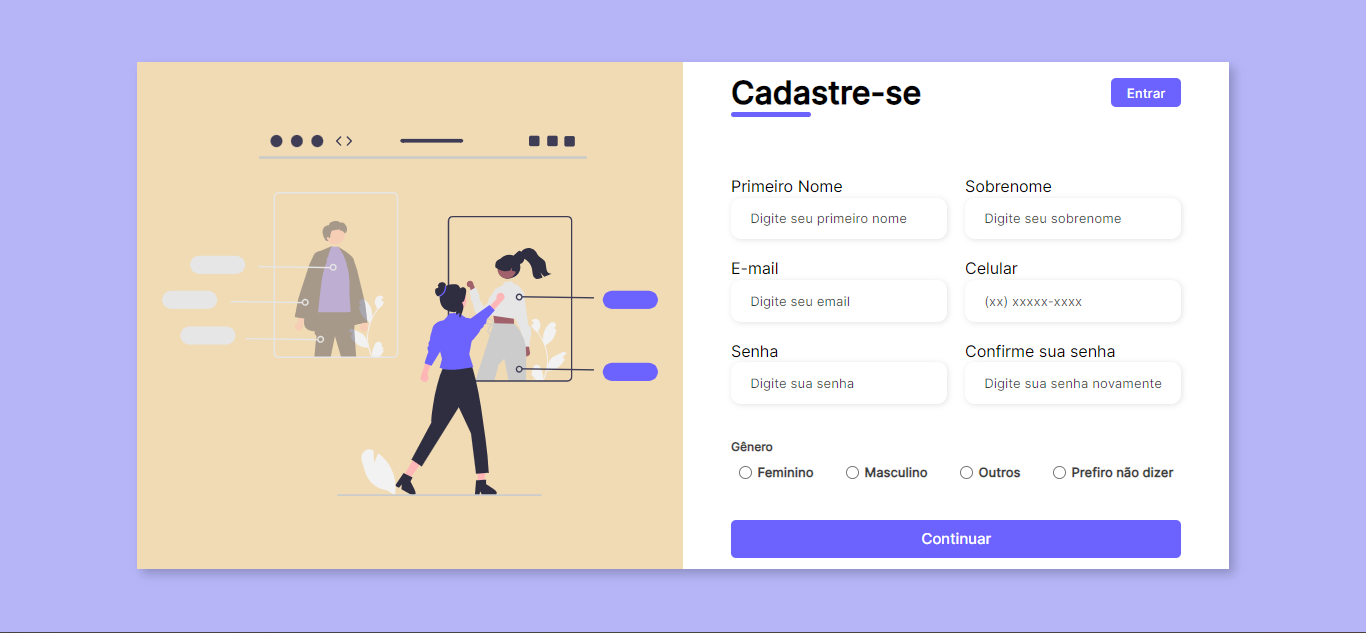 Cadastre-se
Entrar
Primeiro Nome
Sobrenome
Digite seu primeiro nome
Digite seu sobrenome
E-mail
Celular
Digite seu email
(xx) xxxxx-xxxx
Senha
Confirme sua senha
Digite sua senha
Digite sua senha novamente
Gênero
Feminino
Masculino
Outros
Prefiro não dizer
Continuar